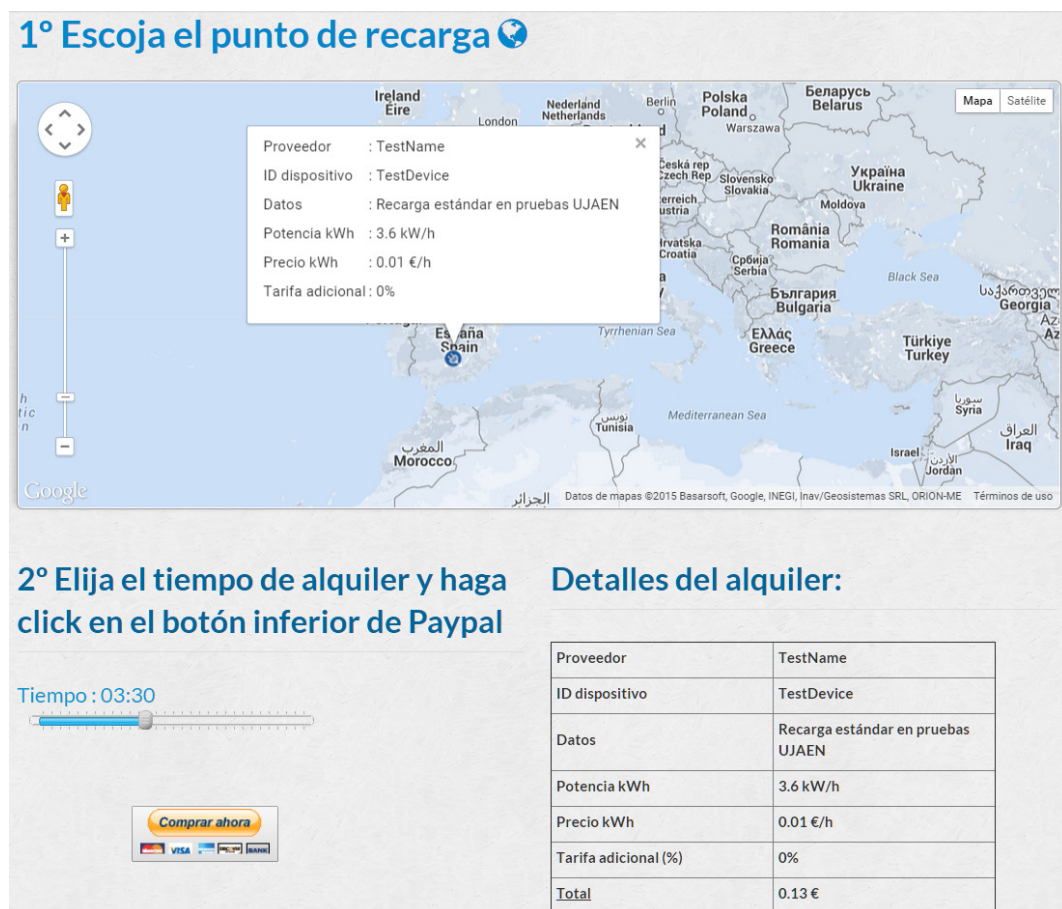 1º Escoja el punto de recarga
Ireland
Éire
London
Nederland
Netherlands
Berlin
Polska
Poland
Warszawa
Беларусь
Belarus
Mapa
Satélite
Proveedor : TestName
ID dispositivo : TestDevice
Datos : Recarga estándar en pruebas UJAEN
Potencia kWh : 3.6 kW/h
Precio kWh : 0.01 €/h
Tarifa adicional : 0%
Česká rep
Czech Rep
Slovensko
Slovakia
Україна
Ukraine
Moldova
România
Romania
Hrvatska
Croatia
Србија
Serbia
Black Sea
България
Bulgaria
Georgia
Az
Az
España
Spain
Tyrrhenian Sea
Ελλάς
Greece
Türkiye
Turkey
تونس
Tunisia
Mediterranean Sea
سوريا
Syria
العراق
Iraq
المغرب
Morocco
Israel
الأردن
Jordan
الجزائر
Google
Datos de mapas ©2015 Basarsoft, Google, INEGI, Inav/Geosistemas SRL, ORION-ME
Términos de uso
2º Elija el tiempo de alquiler y haga
click en el botón inferior de Paypal
Tiempo : 03:30
Comprar ahora
VISA
BANK
Detalles del alquiler:
Proveedor TestName
ID dispositivo TestDevice
Datos Recarga estándar en pruebas
UJAEN
Potencia kWh 3.6 kW/h
Precio kWh 0.01 €/h
Tarifa adicional (%) 0%
Total 0.13 €